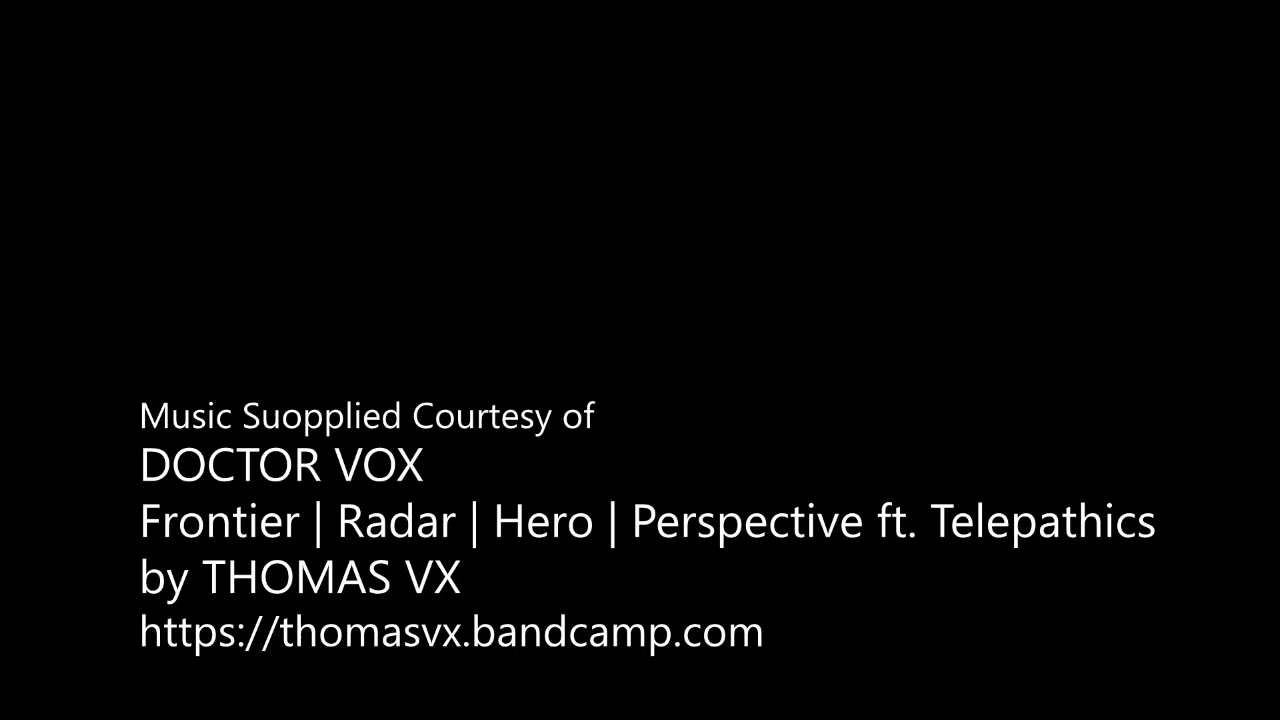 Music Suopplied Courtesy of
DOCTOR VOX
Frontier | Radar | Hero | Perspective ft. Telepathics
by THOMAS VX
https://thomasvx.bandcamp.com